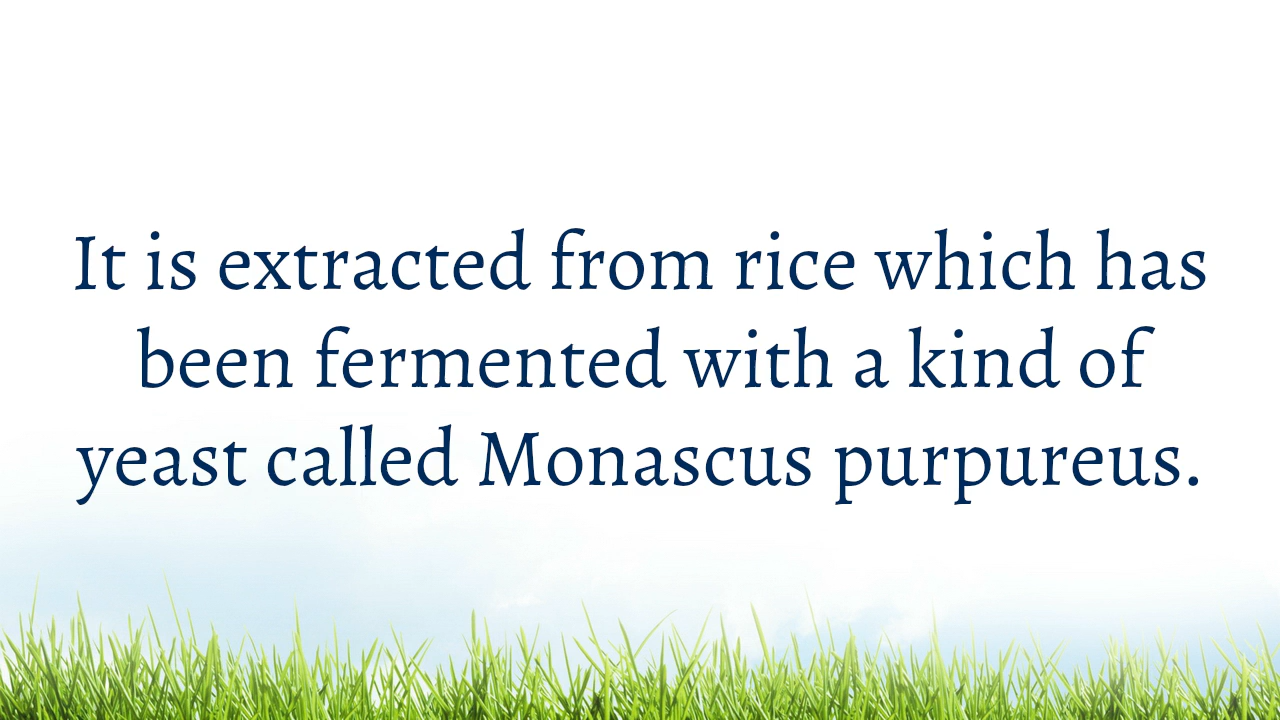 It is extracted from rice which has
been fermented with a kind of
yeast called Monascus purpureus.